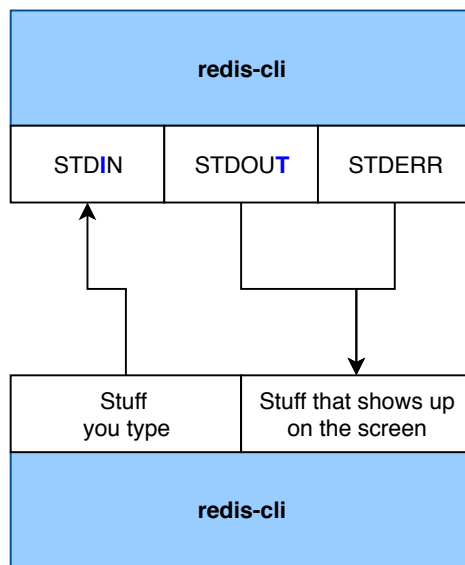 redis-cli
STDIN STDOUT STDERR
Stuff you type Stuff that shows up on the screen
redis-cli